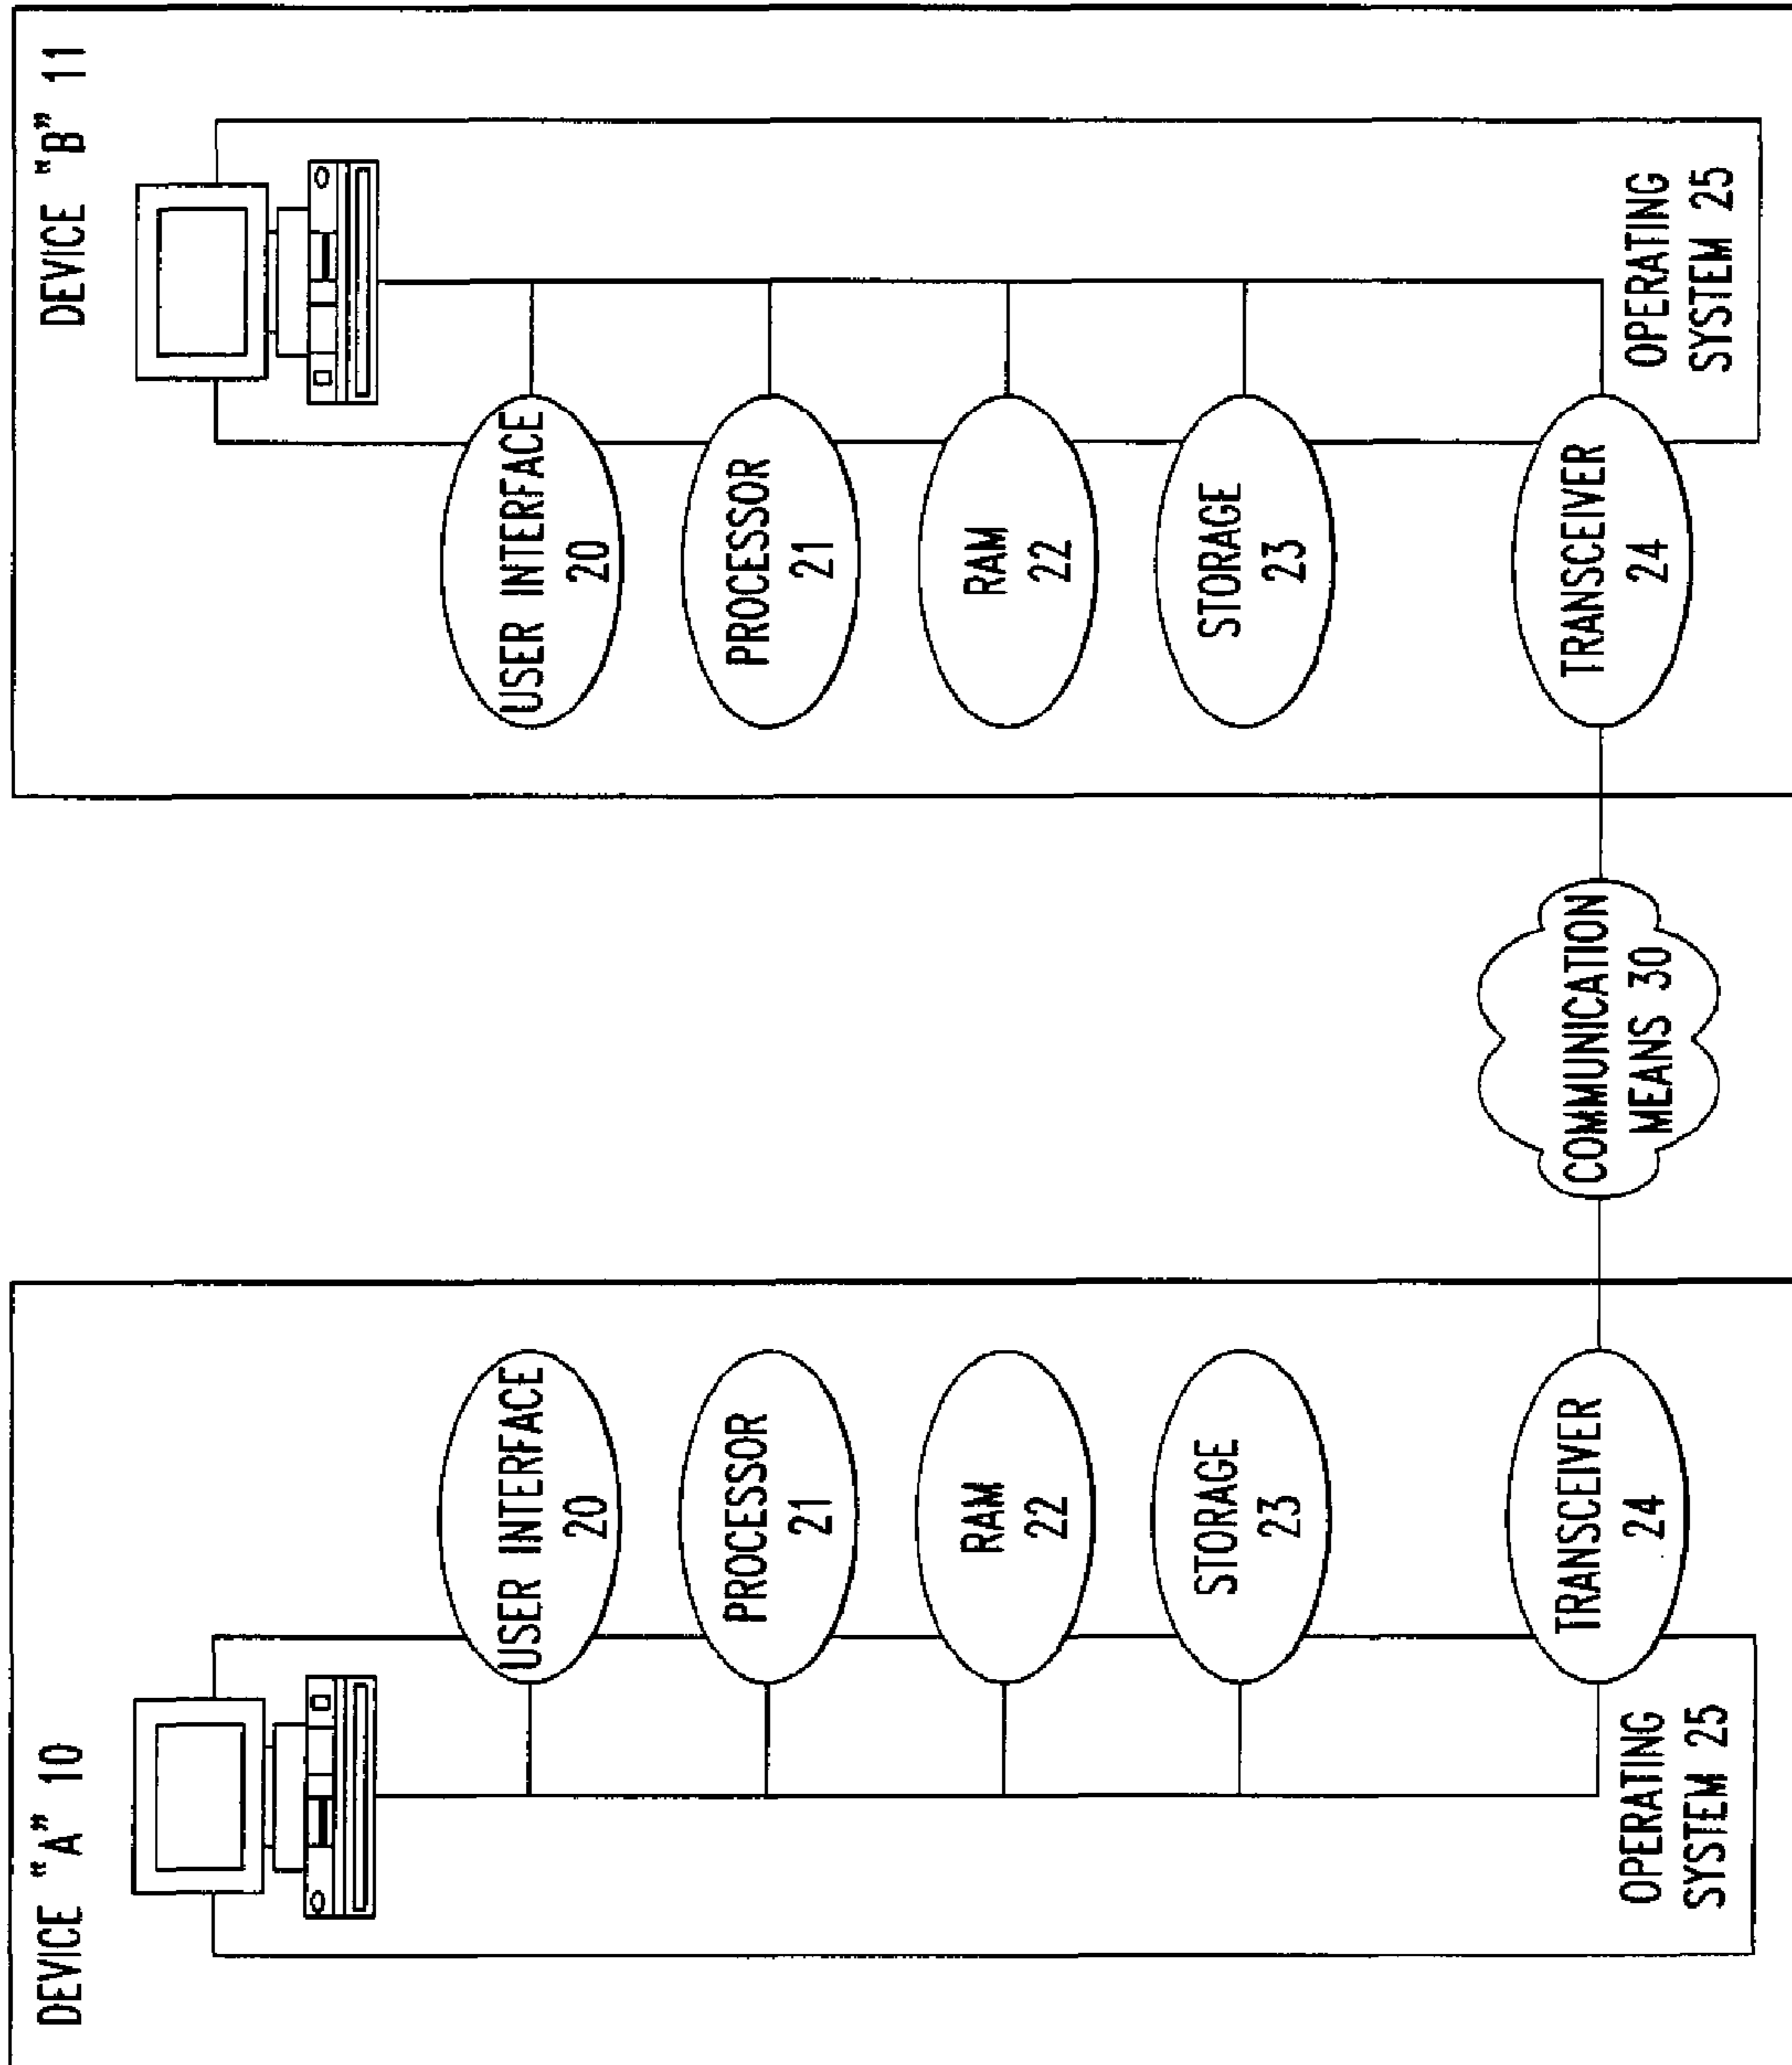 DEVICE "A" 10
USER INTERFACE
20
PROCESSOR
21
RAM
22
STORAGE
23
TRANSCEIVER
24
OPERATING
SYSTEM 25
COMMUNICATION
MEANS 30
DEVICE "B" 11
USER INTERFACE
20
PROCESSOR
21
RAM
22
STORAGE
23
TRANSCEIVER
24
OPERATING
SYSTEM 25